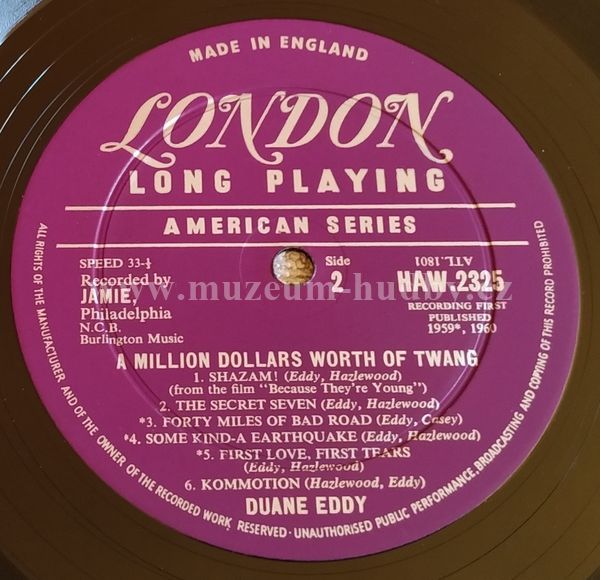 MADE IN ENGLAND
LONDON
LONG PLAYING
AMERICAN SERIES
SPEED 33-⅓
Recorded by
JAMIE,
Philadelphia
N.C.B.
Burlington Music
Side
2
ATL.1801
HAW.2325
RECORDING FIRST
PUBLISHED
1959*, 1960
www.muzeum-hudby.cz
A MILLION DOLLARS WORTH OF TWANG
1. SHAZAM! (Eddy, Hazlewood)
(from the film "Because They're Young")
2. THE SECRET SEVEN (Eddy, Hazlewood)
*3. FORTY MILES OF BAD ROAD (Eddy, Casey)
*4. SOME KIND-A EARTHQUAKE (Eddy, Hazlewood)
*5. FIRST LOVE, FIRST TEARS
(Eddy, Hazlewood)
6. KOMMOTION (Hazlewood, Eddy)
DUANE EDDY
ALL RIGHTS OF THE MANUFACTURER AND OF THE OWNER OF THE RECORDED WORK RESERVED · UNAUTHORISED PUBLIC PERFORMANCE, BROADCASTING AND COPYING OF THIS RECORD PROHIBITED